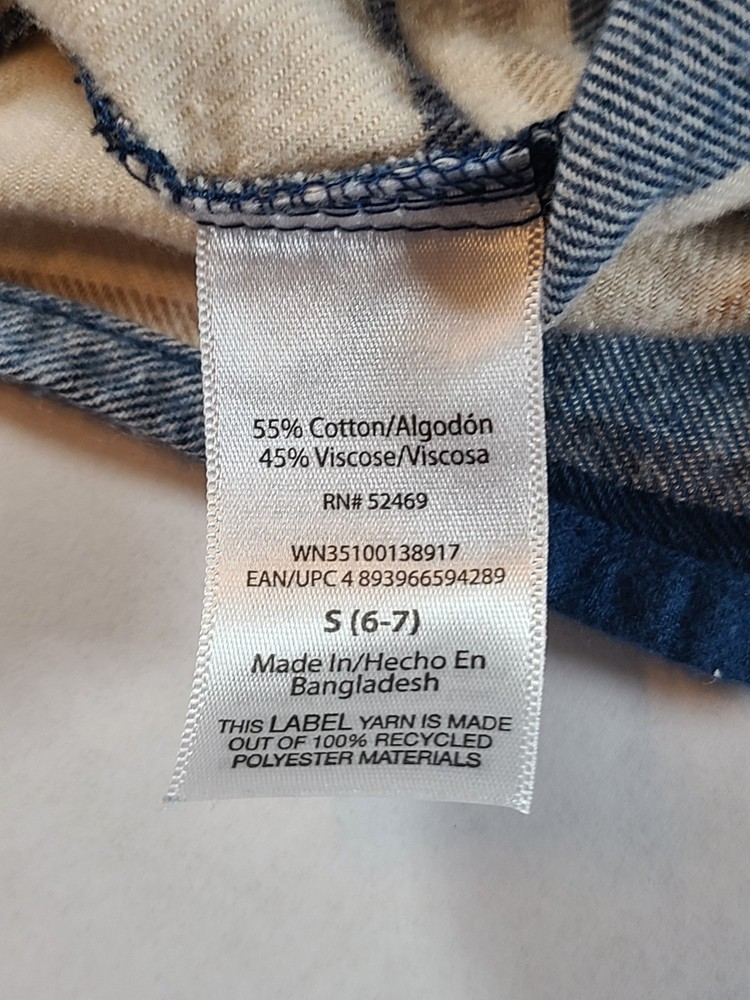 55% Cotton/Algodón
45% Viscose/Viscosa
RN# 52469
WN35100138917
EAN/UPC 4 893966594289
S (6-7)
Made In/Hecho En
Bangladesh
THIS LABEL YARN IS MADE
OUT OF 100% RECYCLED
POLYESTER MATERIALS